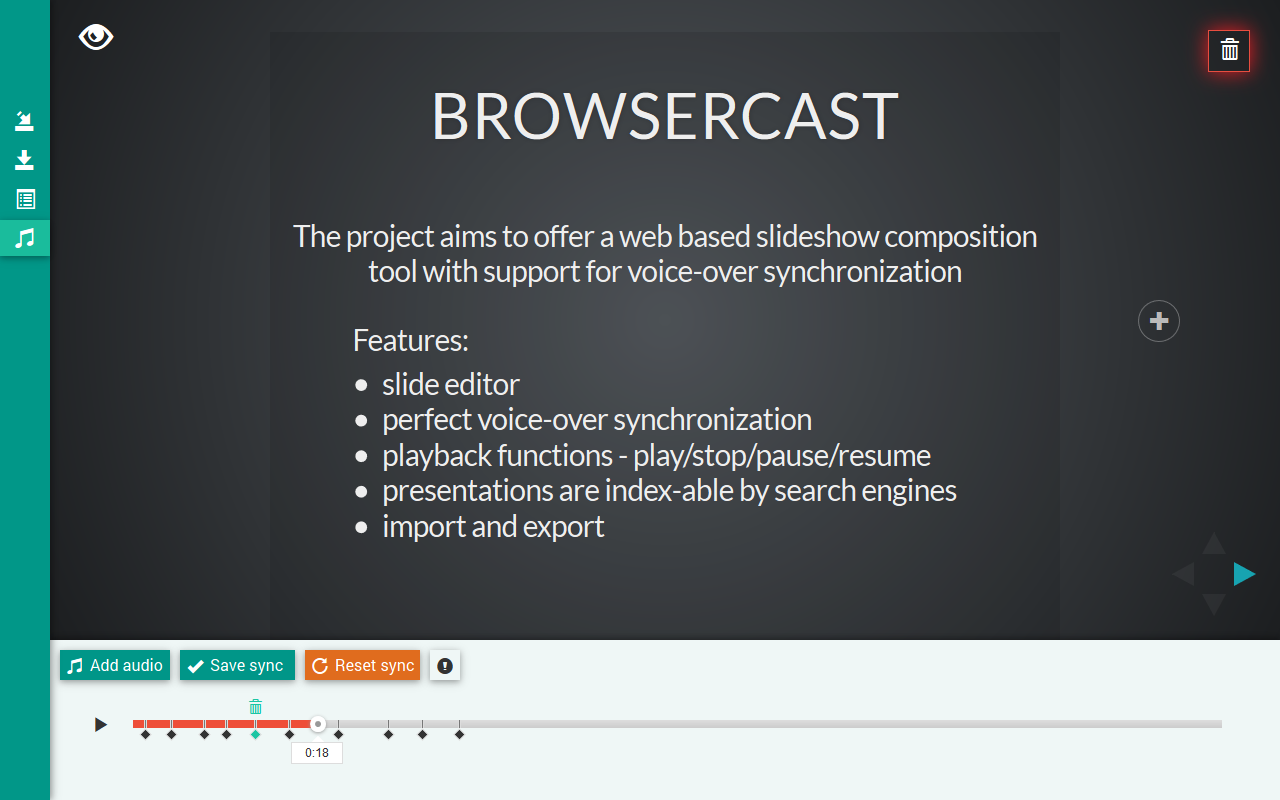 BROWSERCAST
The project aims to offer a web based slideshow composition
tool with support for voice-over synchronization
Features:
slide editor
perfect voice-over synchronization
playback functions - play/stop/pause/resume
presentations are index-able by search engines
import and export
Add audio
Save sync
Reset sync
0:18